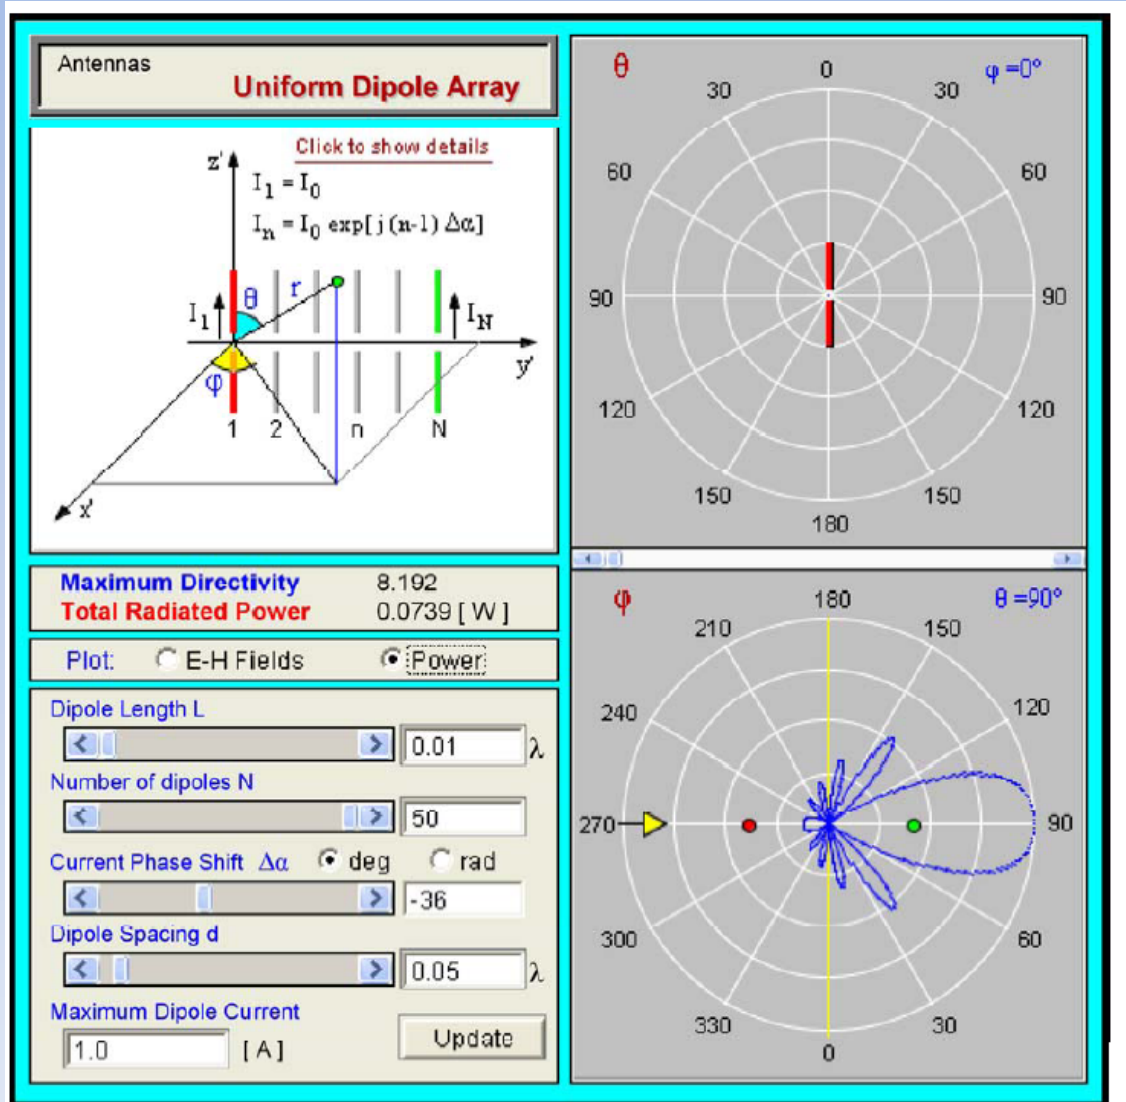 Antennas
Uniform Dipole Array
Click to show details
z'
I1 = I0
In = I0 exp[j(n-1) Δα]
I1
θ
r
IN
y'
φ
1 2 n N
x'
Maximum Directivity 8.192
Total Radiated Power 0.0739 [ W ]
Plot: E-H Fields Power
Dipole Length L
0.01 λ
Number of dipoles N
50
Current Phase Shift Δα deg rad
-36
Dipole Spacing d
0.05 λ
Maximum Dipole Current
1.0 [ A ]
Update
θ 0 φ =0°
30 30
60 60
90 90
120 120
150 150
180
φ 180 θ =90°
210 150
240 120
270 90
300 60
330 30
0